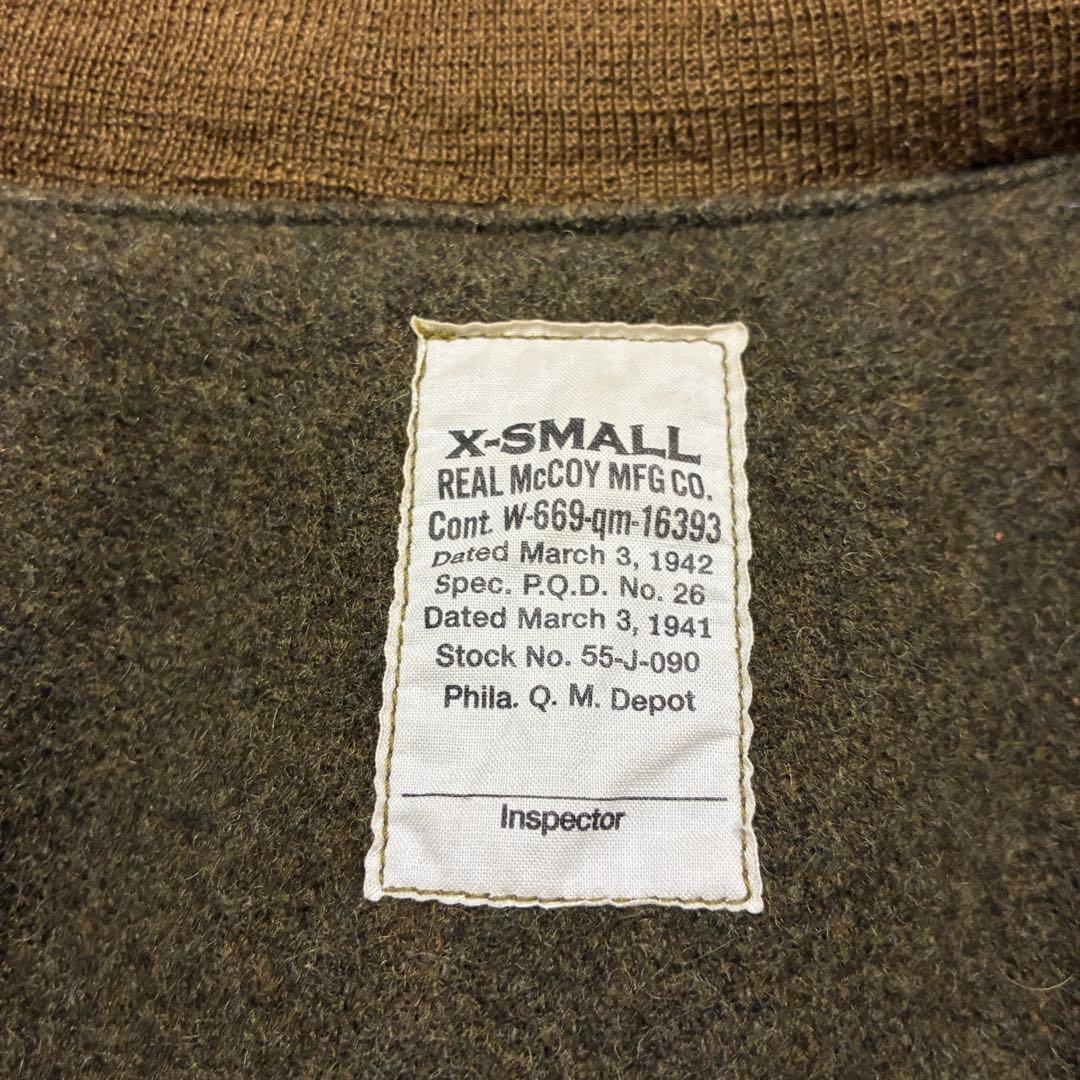 X-SMALL
REAL McCOY MFG CO.
Cont. W-669-qm-16393
Dated March 3, 1942
Spec. P.Q.D. No. 26
Dated March 3, 1941
Stock No. 55-J-090
Phila. Q. M. Depot
Inspector